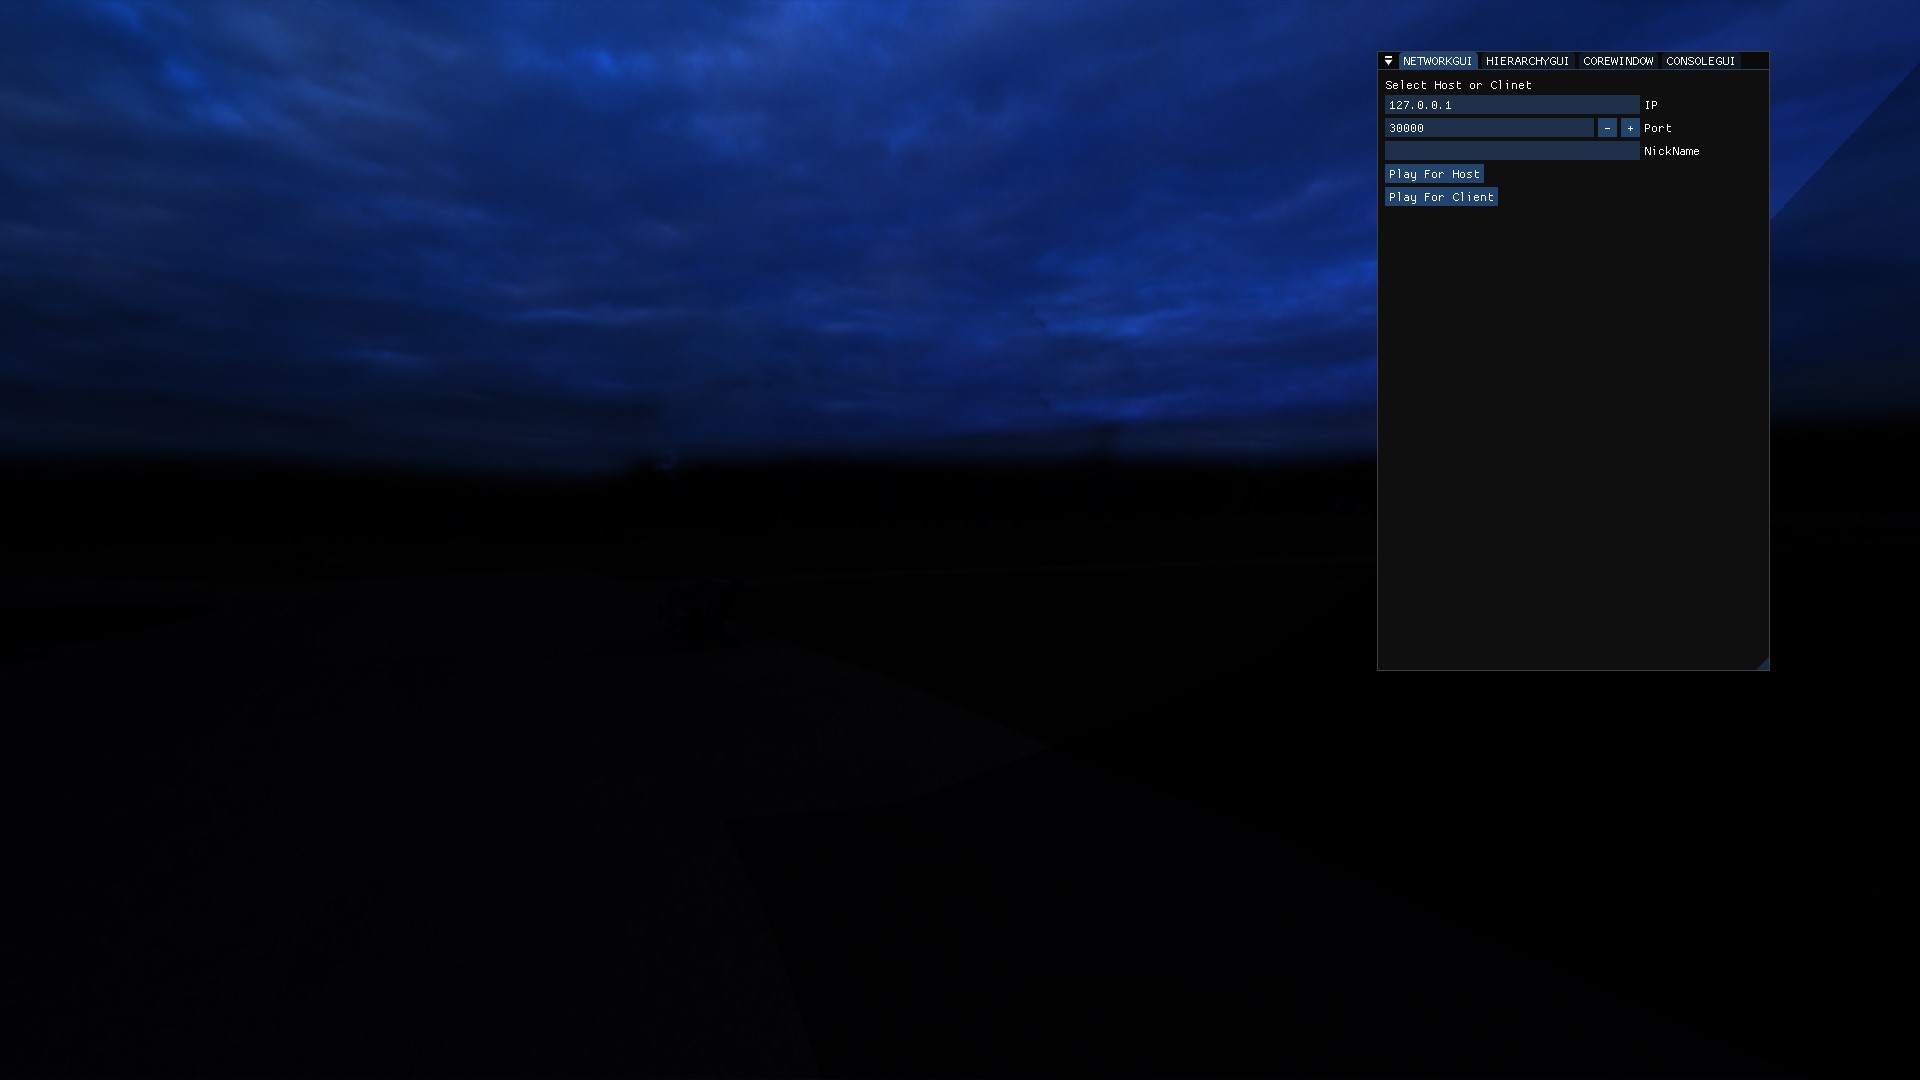 NETWORKGUI HIERARCHYGUI COREWINDOW CONSOLEGUI
Select Host or Clinet
127.0.0.1 IP
30000 - + Port
NickName
Play For Host
Play For Client